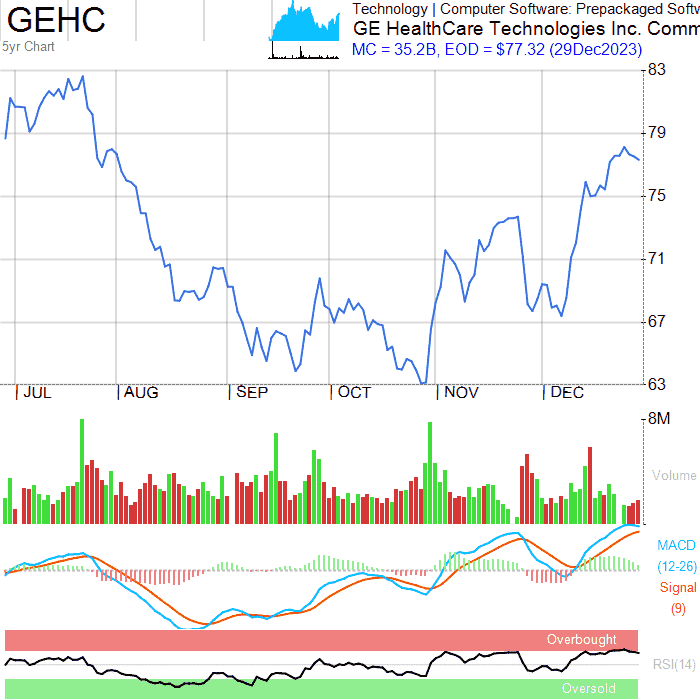 GEHC
5yr Chart
Technology | Computer Software: Prepackaged Softw
GE HealthCare Technologies Inc. Comm
MC = 35.2B, EOD = $77.32 (29Dec2023)
83
79
75
71
67
63
JUL AUG SEP OCT NOV DEC
8M
Volume
MACD
(12-26)
Signal
(9)
Overbought
RSI(14)
Oversold